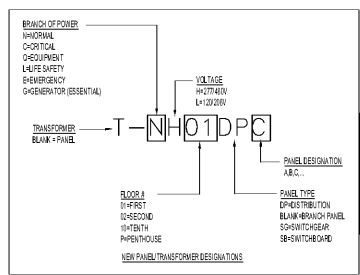 BRANCH OF POWER
N=NORMAL
C=CRITICAL
Q=EQUIPMENT
L=LIFE SAFETY
E=EMERGENCY
G=GENERATOR (ESSENTIAL)
VOLTAGE
H=277/480V
L=120/208V
TRANSFORMER
BLANK = PANEL
T-NH01DPC
PANEL DESIGNATION
A,B,C,...
FLOOR #
01=FIRST
02=SECOND
10=TENTH
P=PENTHOUSE
PANEL TYPE
DP=DISTRIBUTION
BLANK=BRANCH PANEL
SG=SWITCHGEAR
SB=SWITCHBOARD
NEW PANEL/TRANSFORMER DESIGNATIONS